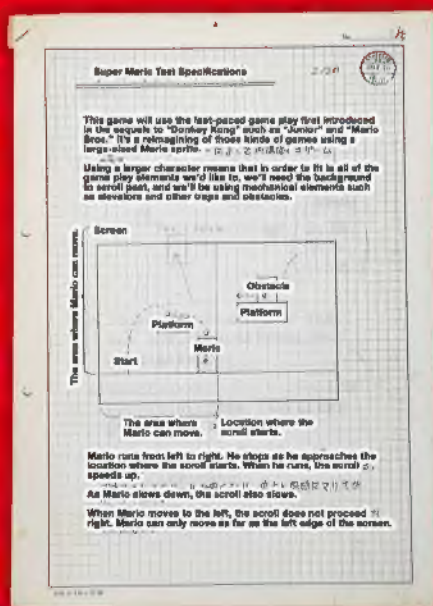 Super Mario Test Specifications
This game will use the fast-paced game play first introduced
in the sequels to "Donkey Kong" such as "Junior" and "Mario
Bros." It's a reimagining of those kinds of games using a
large-sized Mario sprite.
Using a larger character means that in order to fit in all of the
game play elements we'd like to, we'll need the background
to scroll past, and we'll be using mechanical elements such
as elevators and other traps and obstacles.
Screen
The area where Mario can move.
Obstacle
Platform
Platform
Mario
Start
The area where
Mario can move.
Location where the
scroll starts.
Mario runs from left to right. He stops as he approaches the
location where the scroll starts. When he runs, the scroll
speeds up.
As Mario slows down, the scroll also slows.
When Mario moves to the left, the scroll does not proceed
right. Mario can only move as far as the left edge of the screen.